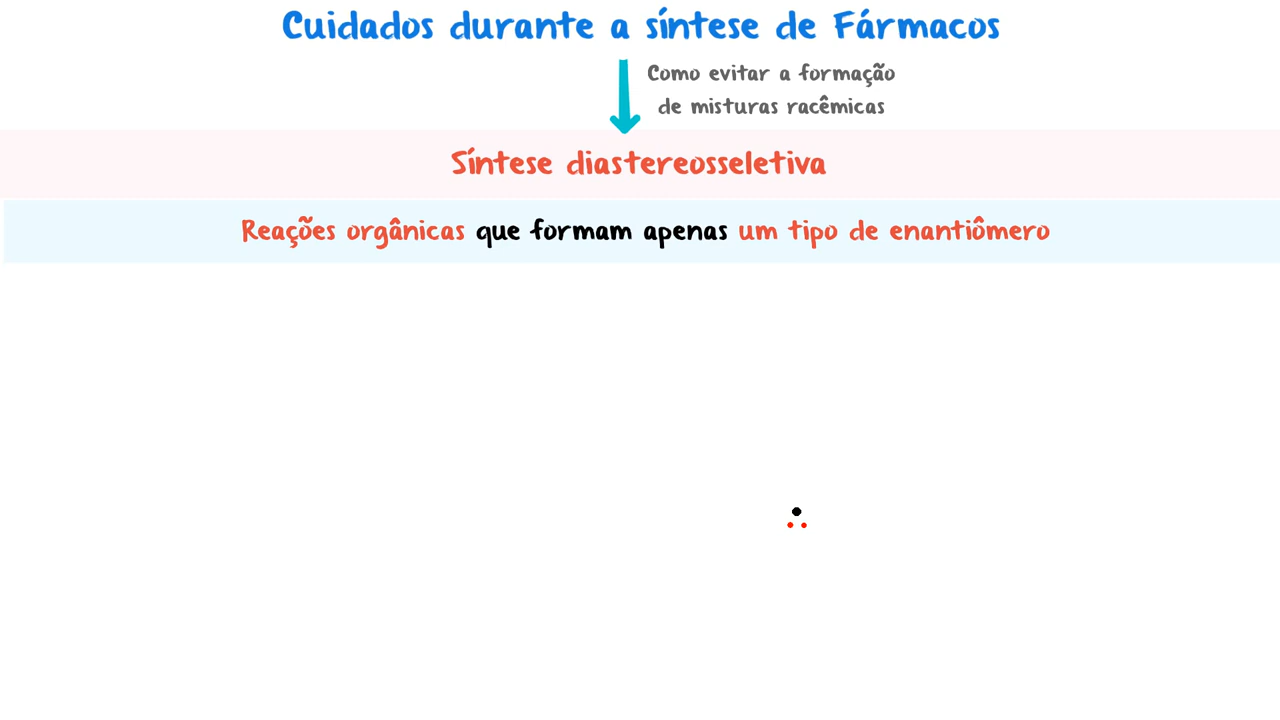 Cuidados durante a síntese de Fármacos
Como evitar a formação
de misturas racêmicas
Síntese diastereosseletiva
Reações orgânicas que formam apenas um tipo de enantiômero